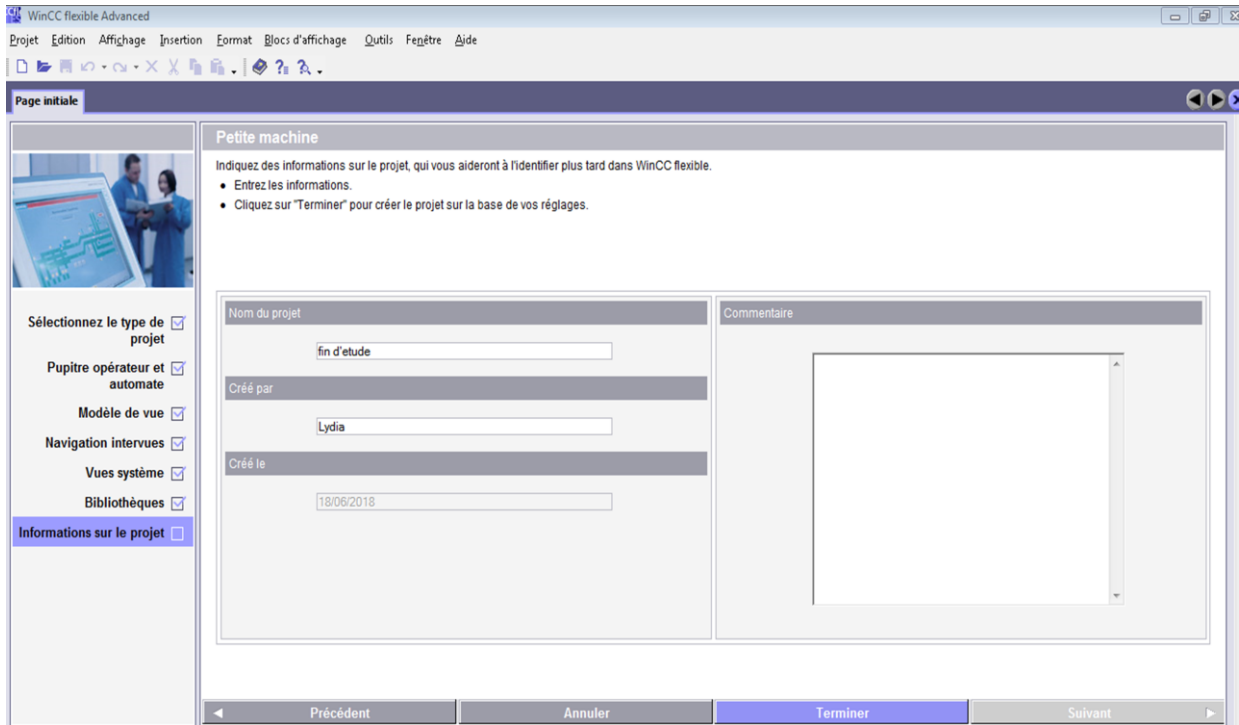 WinCC flexible Advanced
Projet Edition Affichage Insertion Format Blocs d'affichage Outils Fenêtre Aide
Page initiale
Petite machine
Indiquez des informations sur le projet, qui vous aideront à l'identifier plus tard dans WinCC flexible.
• Entrez les informations.
• Cliquez sur "Terminer" pour créer le projet sur la base de vos réglages.
Sélectionnez le type de
projet
Pupitre opérateur et
automate
Modèle de vue
Navigation intervues
Vues système
Bibliothèques
Informations sur le projet
Nom du projet
fin d'etude
Créé par
Lydia
Créé le
18/06/2018
Commentaire
Précédent
Annuler
Terminer
Suivant